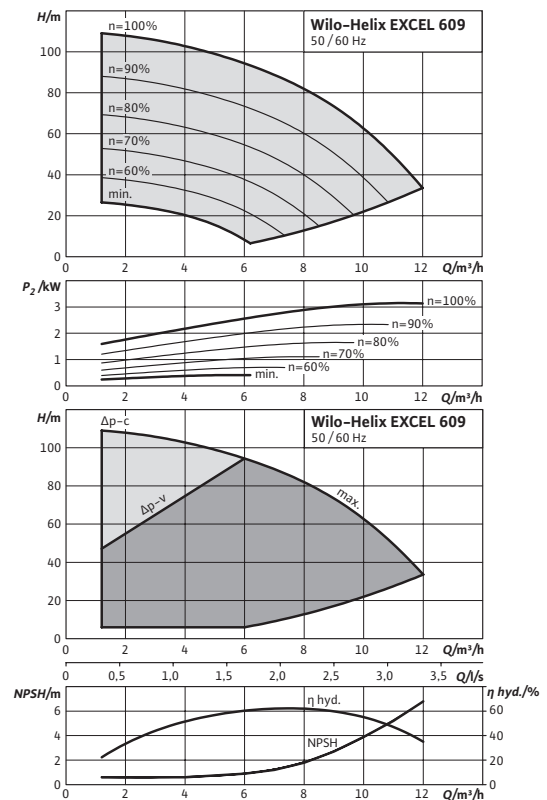 H/m
n=100%
Wilo-Helix EXCEL 609
50 / 60 Hz
100
n=90%
80
n=80%
60
n=70%
40
n=60%
min.
20
0
0 2 4 6 8 10 12 Q/m³/h
P2 /kW
3
n=100%
n=90%
2
n=80%
n=70%
1
n=60%
min.
0
0 2 4 6 8 10 12 Q/m³/h
H/m
Δp-c
Wilo-Helix EXCEL 609
50 / 60 Hz
100
max.
80
Δp-v
60
40
20
0
0 2 4 6 8 10 12 Q/m³/h
0 0,5 1,0 1,5 2,0 2,5 3,0 3,5 Q/l/s
NPSH/m
η hyd./%
η hyd.
6 60
4 40
NPSH
2 20
0 0
0 2 4 6 8 10 12 Q/m³/h